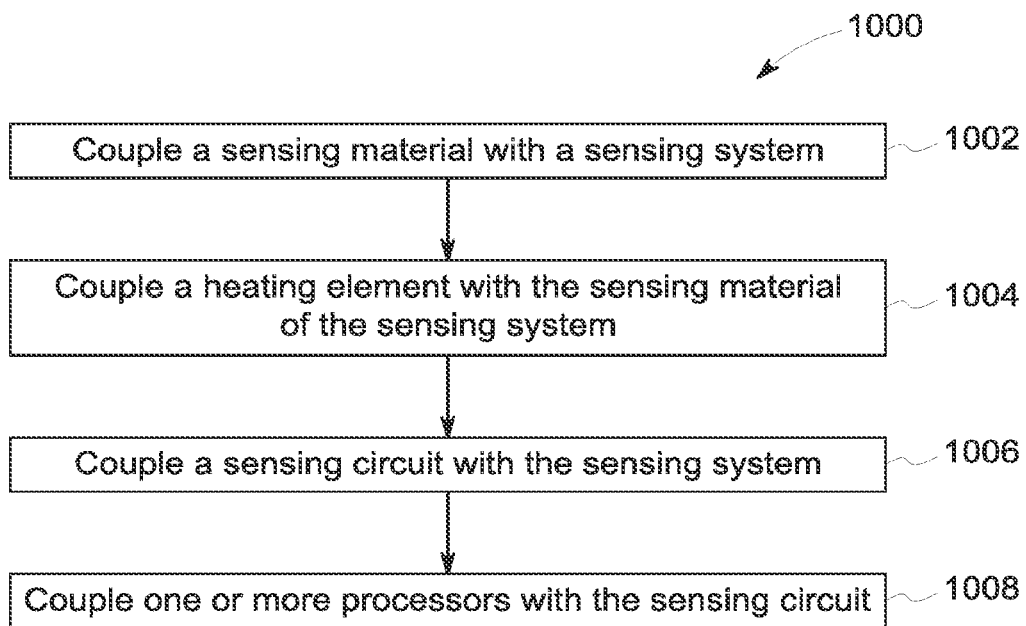 1000
Couple a sensing material with a sensing system
1002
Couple a heating element with the sensing material
of the sensing system
1004
Couple a sensing circuit with the sensing system
1006
Couple one or more processors with the sensing circuit
1008